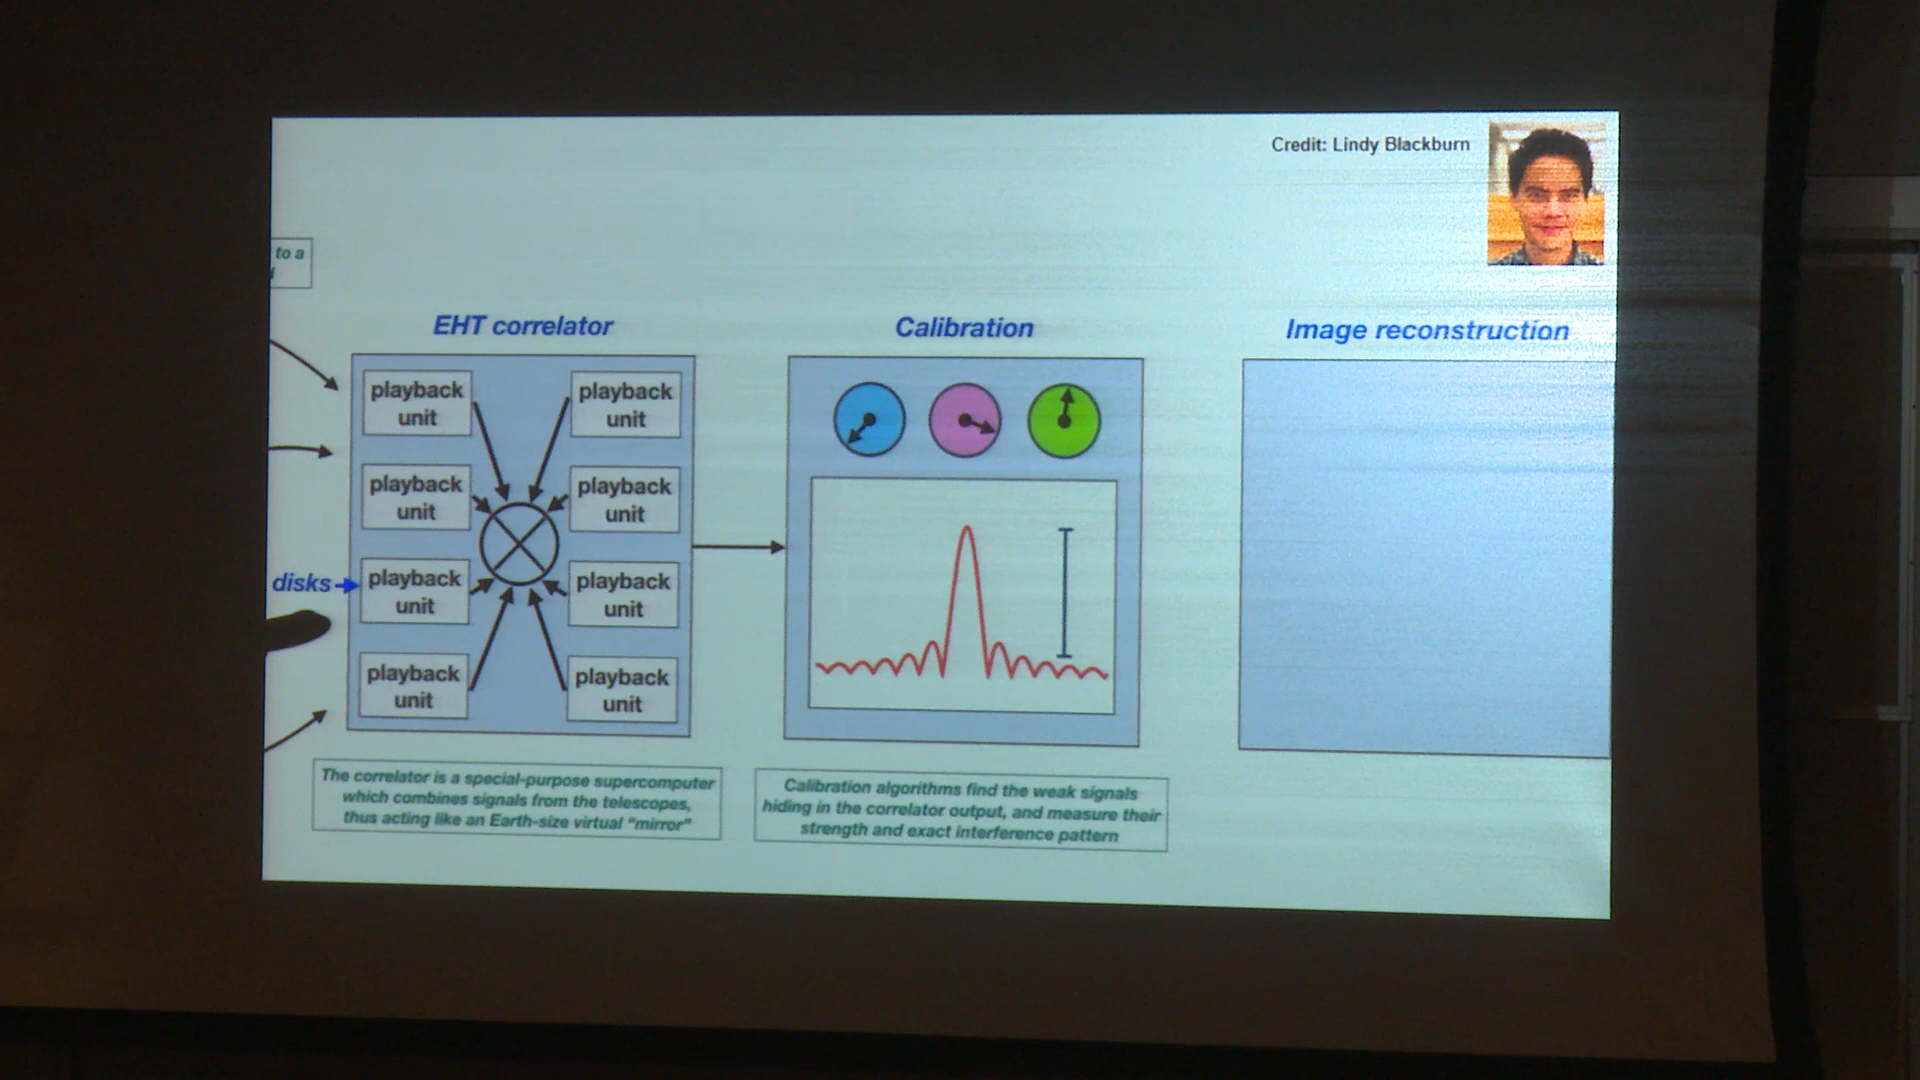 Credit: Lindy Blackburn
to a
EHT correlator
Calibration
Image reconstruction
playback
unit
playback
unit
playback
unit
playback
unit
disks
playback
unit
playback
unit
playback
unit
playback
unit
The correlator is a special-purpose supercomputer
which combines signals from the telescopes,
thus acting like an Earth-size virtual "mirror"
Calibration algorithms find the weak signals
hiding in the correlator output, and measure their
strength and exact interference pattern